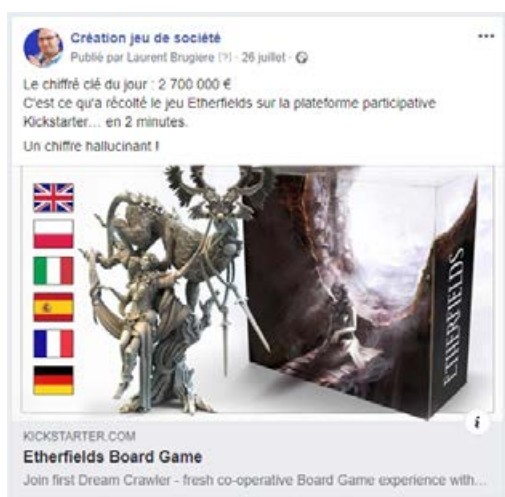 Création jeu de société
Publié par Laurent Brugiere [?] · 26 juillet ·
Le chiffré clé du jour : 2 700 000 €
C'est ce qu'a récolté le jeu Etherfields sur la plateforme participative
Kickstarter... en 2 minutes.
Un chiffre hallucinant !
ETHERFIELDS
i
KICKSTARTER.COM
Etherfields Board Game
Join first Dream Crawler - fresh co-operative Board Game experience with...